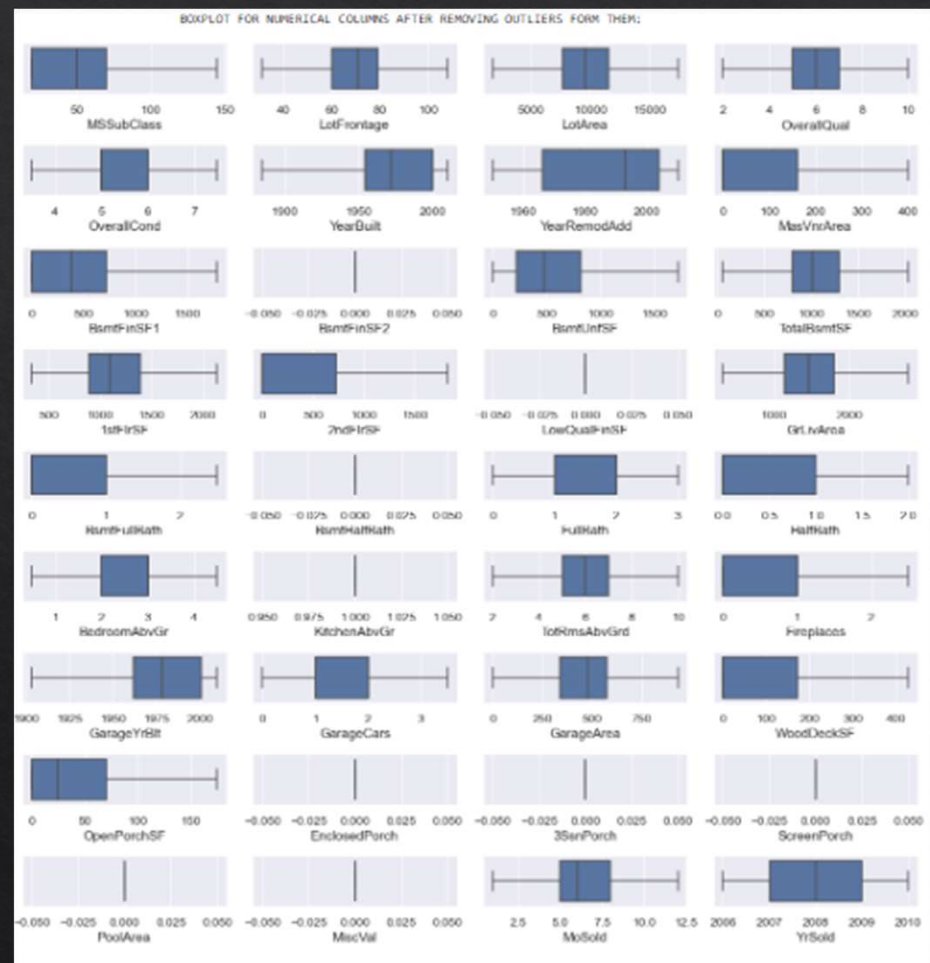 BOXPLOT FOR NUMERICAL COLUMNS AFTER REMOVING OUTLIERS FORM THEM:
50 100 150 40 60 80 100 5000 10000 15000 2 4 6 8 10
MSSubClass LotFrontage LotArea OverallQual
4 5 6 7 1900 1950 2000 1960 1980 2000 0 100 200 300 400
OverallCond YearBuilt YearRemodAdd MasVnrArea
0 500 1000 1500 -0.050 -0.025 0.000 0.025 0.050 0 500 1000 1500 0 500 1000 1500 2000
BsmtFinSF1 BsmtFinSF2 BsmtUnfSF TotalBsmtSF
500 1000 1500 2000 0 500 1000 1500 -0.050 -0.025 0.000 0.025 0.050 1000 2000
1stFlrSF 2ndFlrSF LowQualFinSF GrLivArea
0 1 2 -0.050 -0.025 0.000 0.025 0.050 0 1 2 3 0.0 0.5 1.0 1.5 2.0
BsmtFullBath BsmtHalfBath FullBath HalfBath
1 2 3 4 0.950 0.975 1.000 1.025 1.050 2 4 6 8 10 0 1 2
BedroomAbvGr KitchenAbvGr TotRmsAbvGrd Fireplaces
1900 1925 1950 1975 2000 0 1 2 3 0 250 500 750 0 100 200 300 400
GarageYrBlt GarageCars GarageArea WoodDeckSF
0 50 100 150 -0.050 -0.025 0.000 0.025 0.050 -0.050 -0.025 0.000 0.025 0.050 -0.050 -0.025 0.000 0.025 0.050
OpenPorchSF EnclosedPorch 3SsnPorch ScreenPorch
-0.050 -0.025 0.000 0.025 0.050 -0.050 -0.025 0.000 0.025 0.050 2.5 5.0 7.5 10.0 12.5 2006 2007 2008 2009 2010
PoolArea MiscVal MoSold YrSold